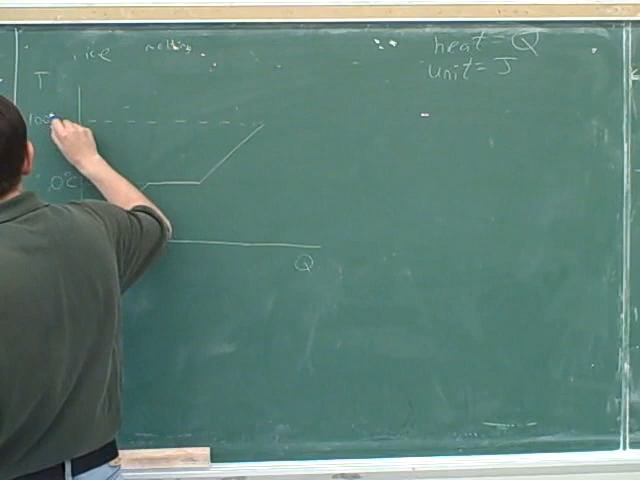 ice melting
heat = Q
unit = J
T
100
0°
Q